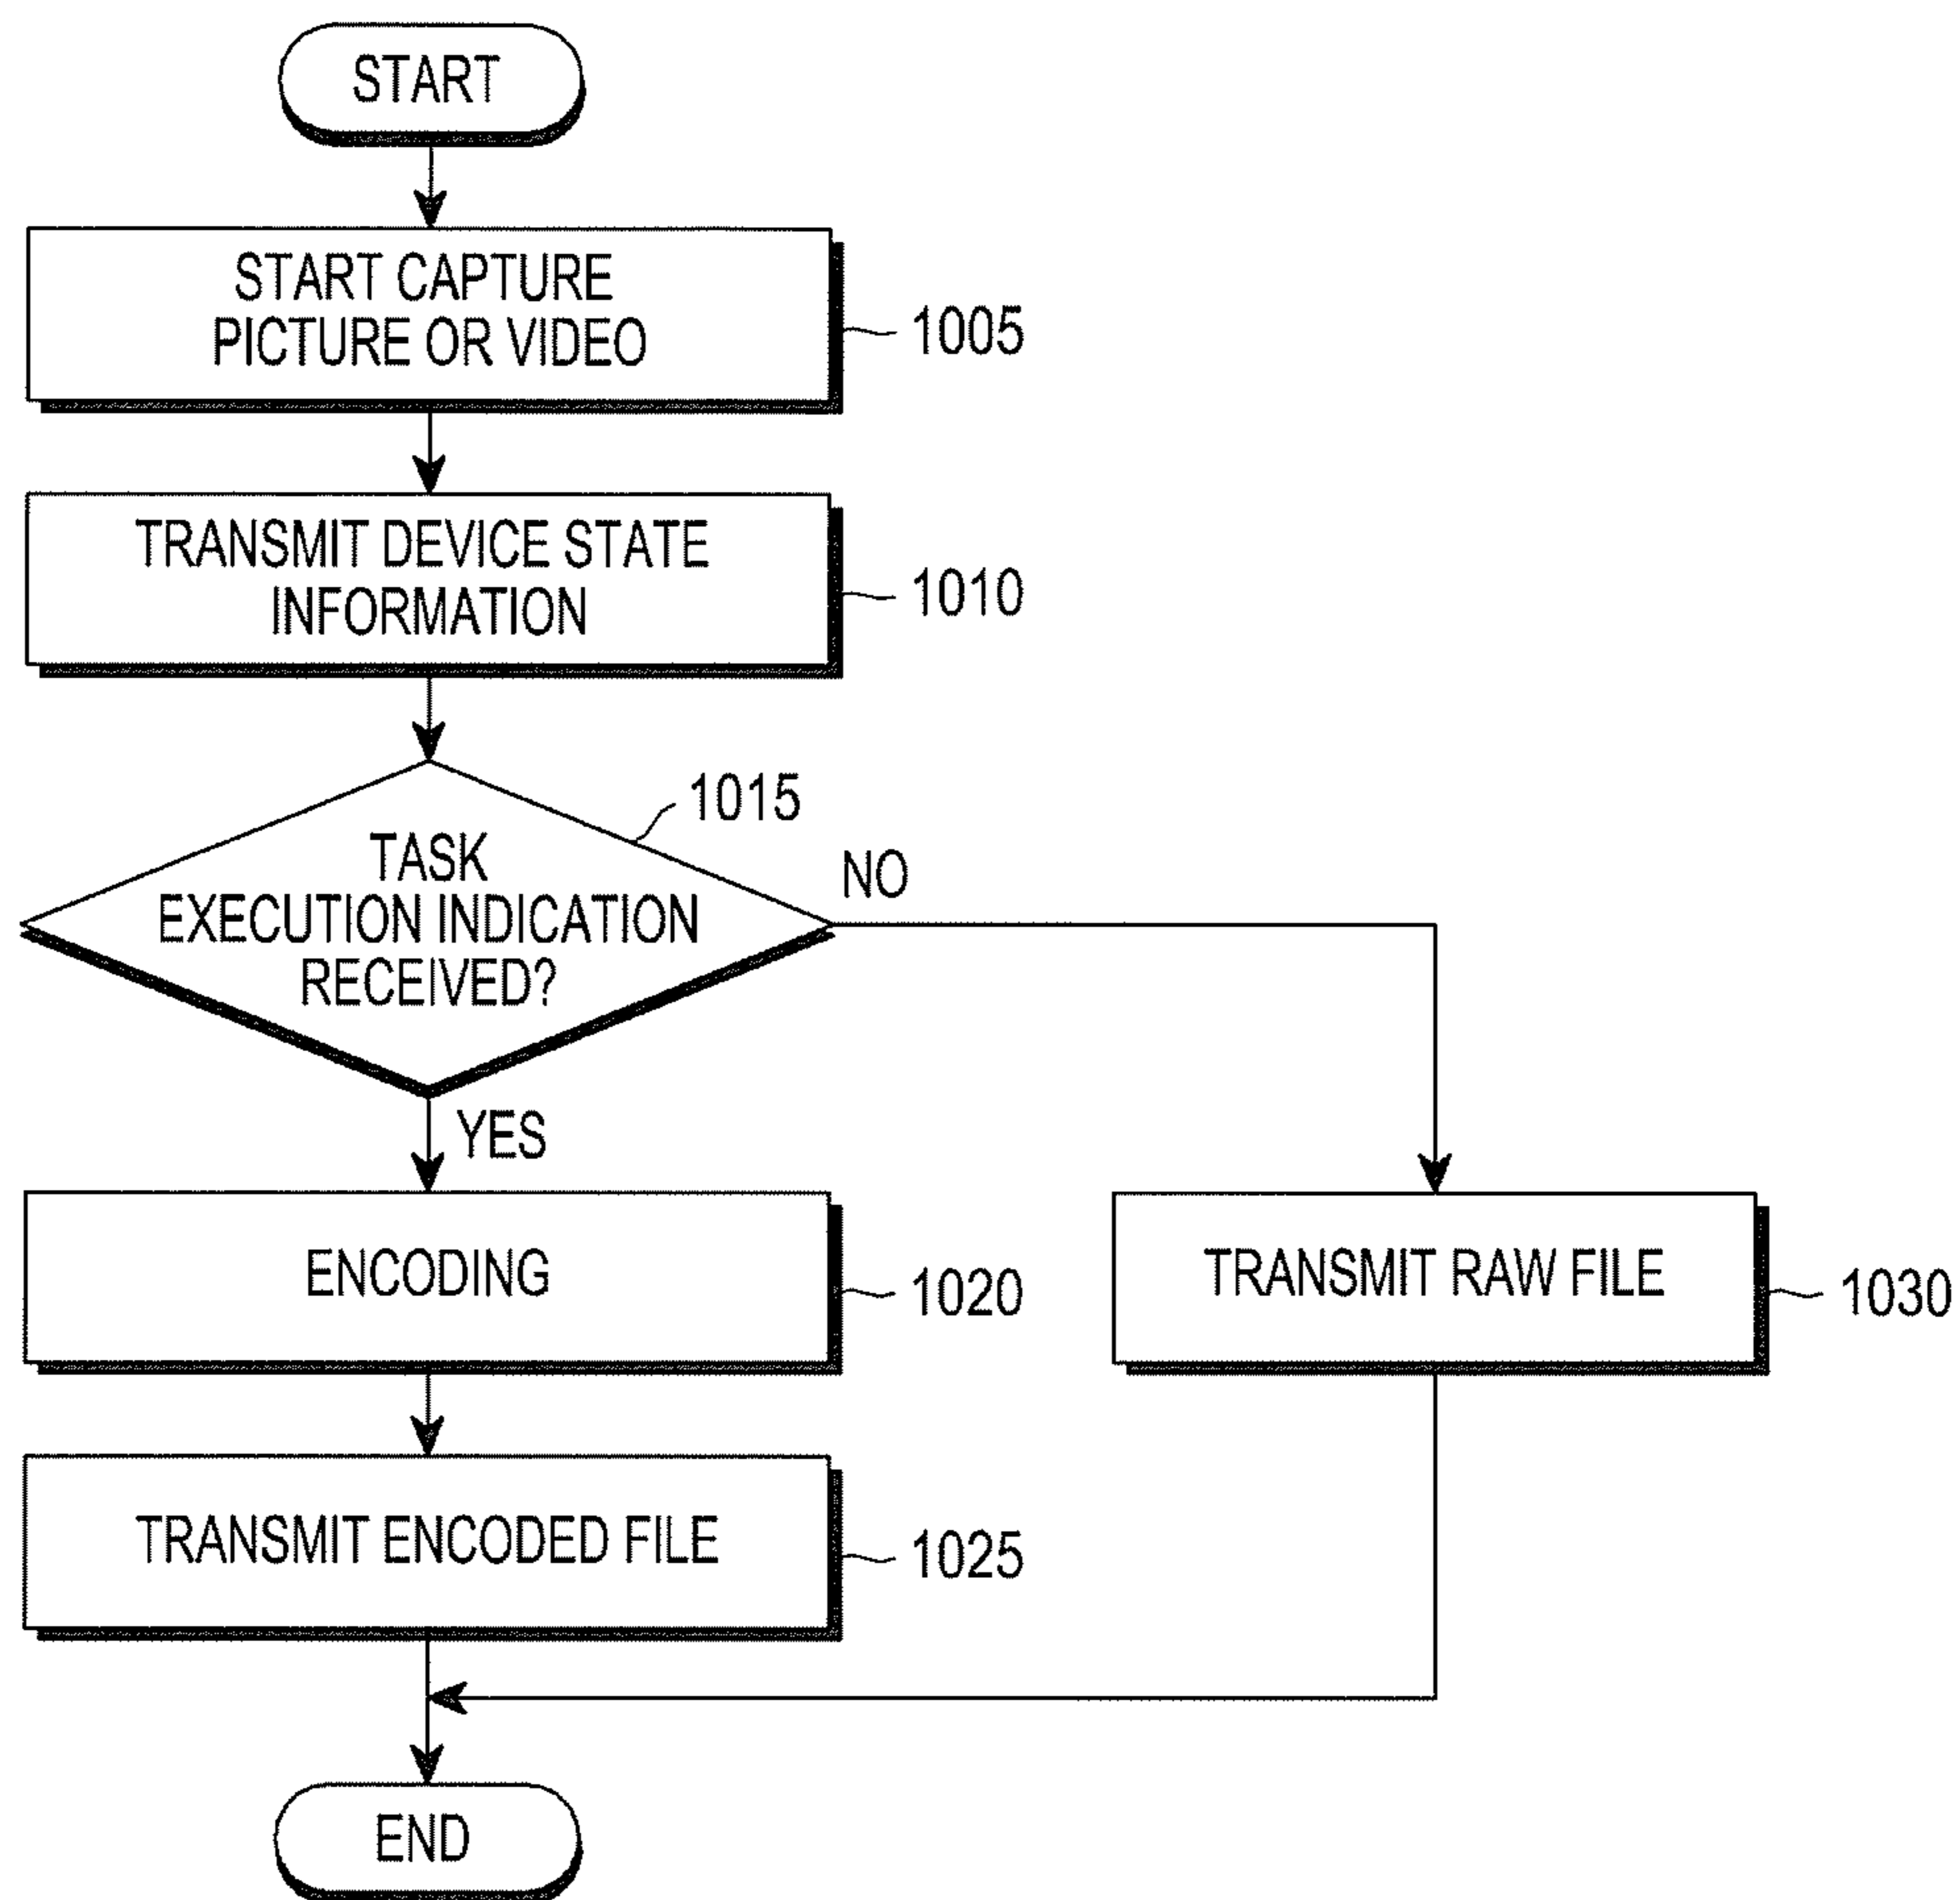 START
START CAPTURE
PICTURE OR VIDEO
1005
TRANSMIT DEVICE STATE
INFORMATION
1010
1015
TASK
EXECUTION INDICATION
RECEIVED?
NO
YES
ENCODING
1020
TRANSMIT RAW FILE
1030
TRANSMIT ENCODED FILE
1025
END